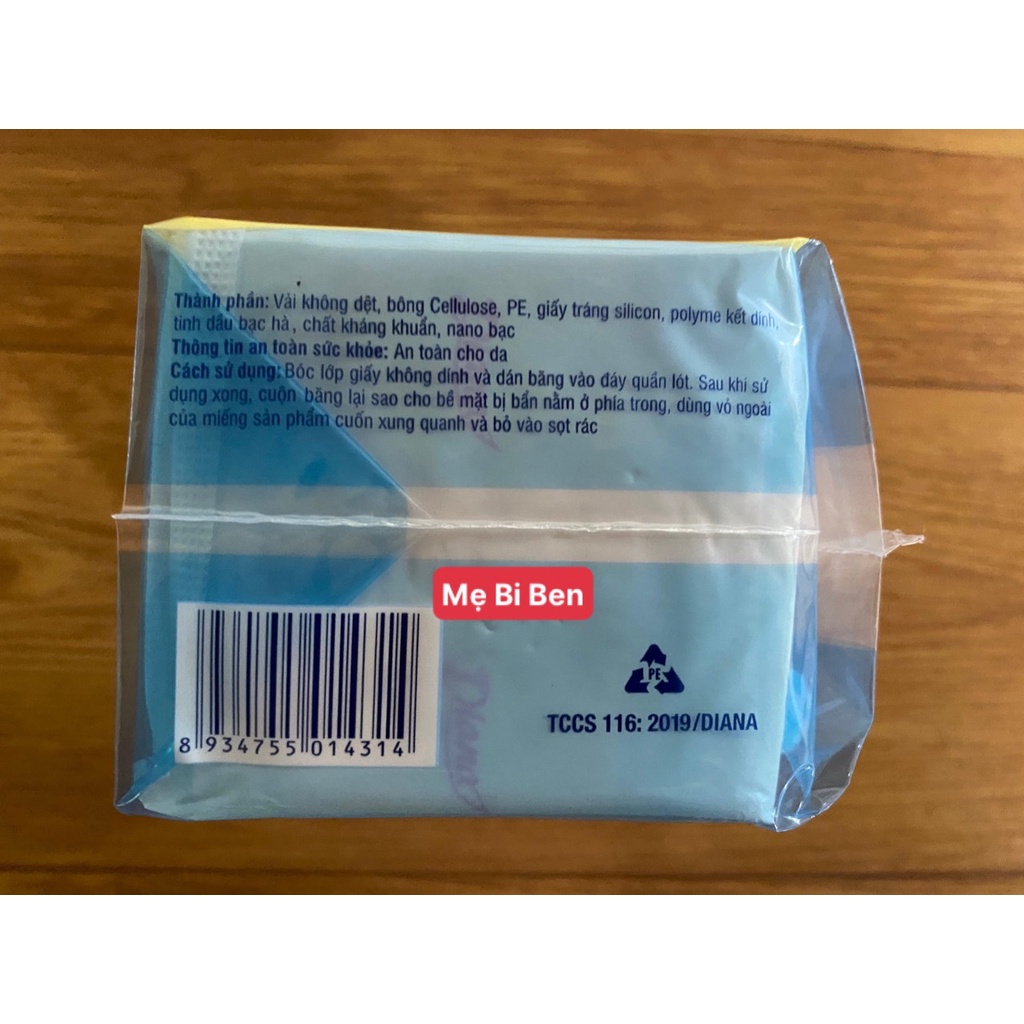 Thành phần: Vải không dệt, bông Cellulose, PE, giấy tráng silicon, polyme kết dính,
tinh dầu bạc hà, chất kháng khuẩn, nano bạc
Thông tin an toàn sức khỏe: An toàn cho da
Cách sử dụng: Bóc lớp giấy không dính và dán băng vào đáy quần lót. Sau khi sử
dụng xong, cuộn băng lại sao cho bề mặt bị bẩn nằm ở phía trong, dùng vỏ ngoài
của miếng sản phẩm cuốn xung quanh và bỏ vào sọt rác
Mẹ Bi Ben
PE
TCCS 116: 2019/DIANA
8 934755 014314
Diana